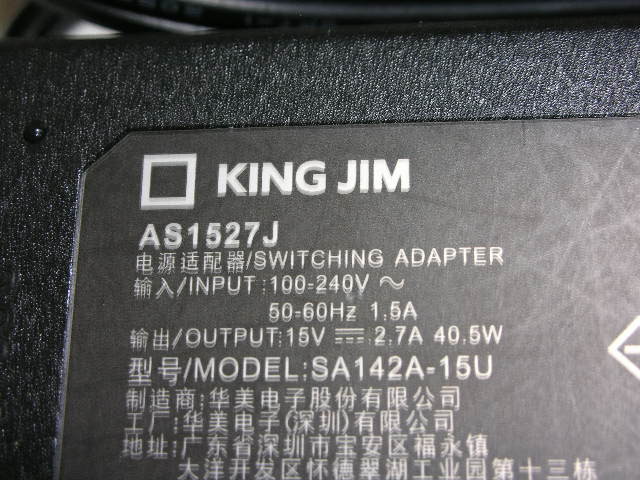 KING JIM
AS1527J
电源适配器/SWITCHING ADAPTER
输入/INPUT:100-240V ～
50-60Hz 1.5A
输出/OUTPUT:15V ⎓ 2.7A 40.5W
型号/MODEL:SA142A-15U
制造商:华美电子股份有限公司
工厂:华美电子(深圳)有限公司
地址:广东省深圳市宝安区福永镇
大洋开发区怀德翠湖工业园第十三栋